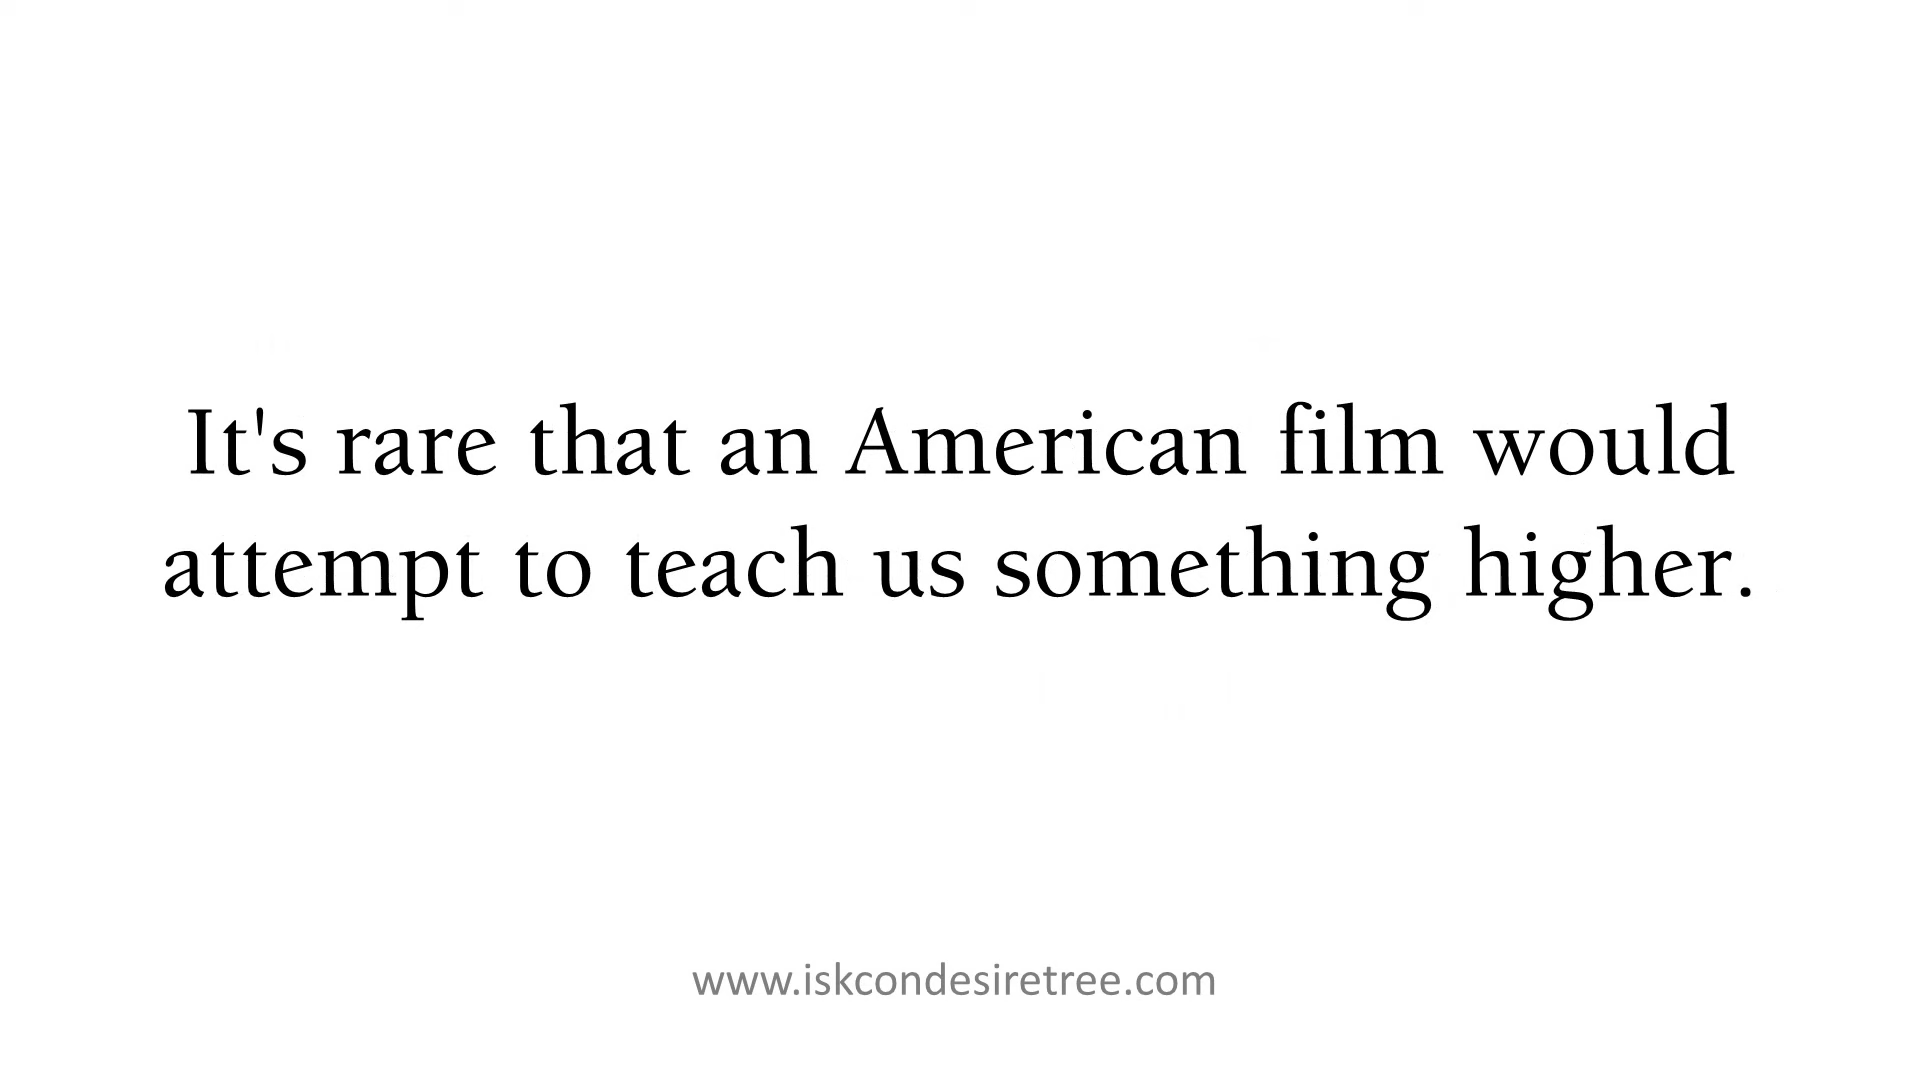 It's rare that an American film would
attempt to teach us something higher.
www.iskcondesiretree.com